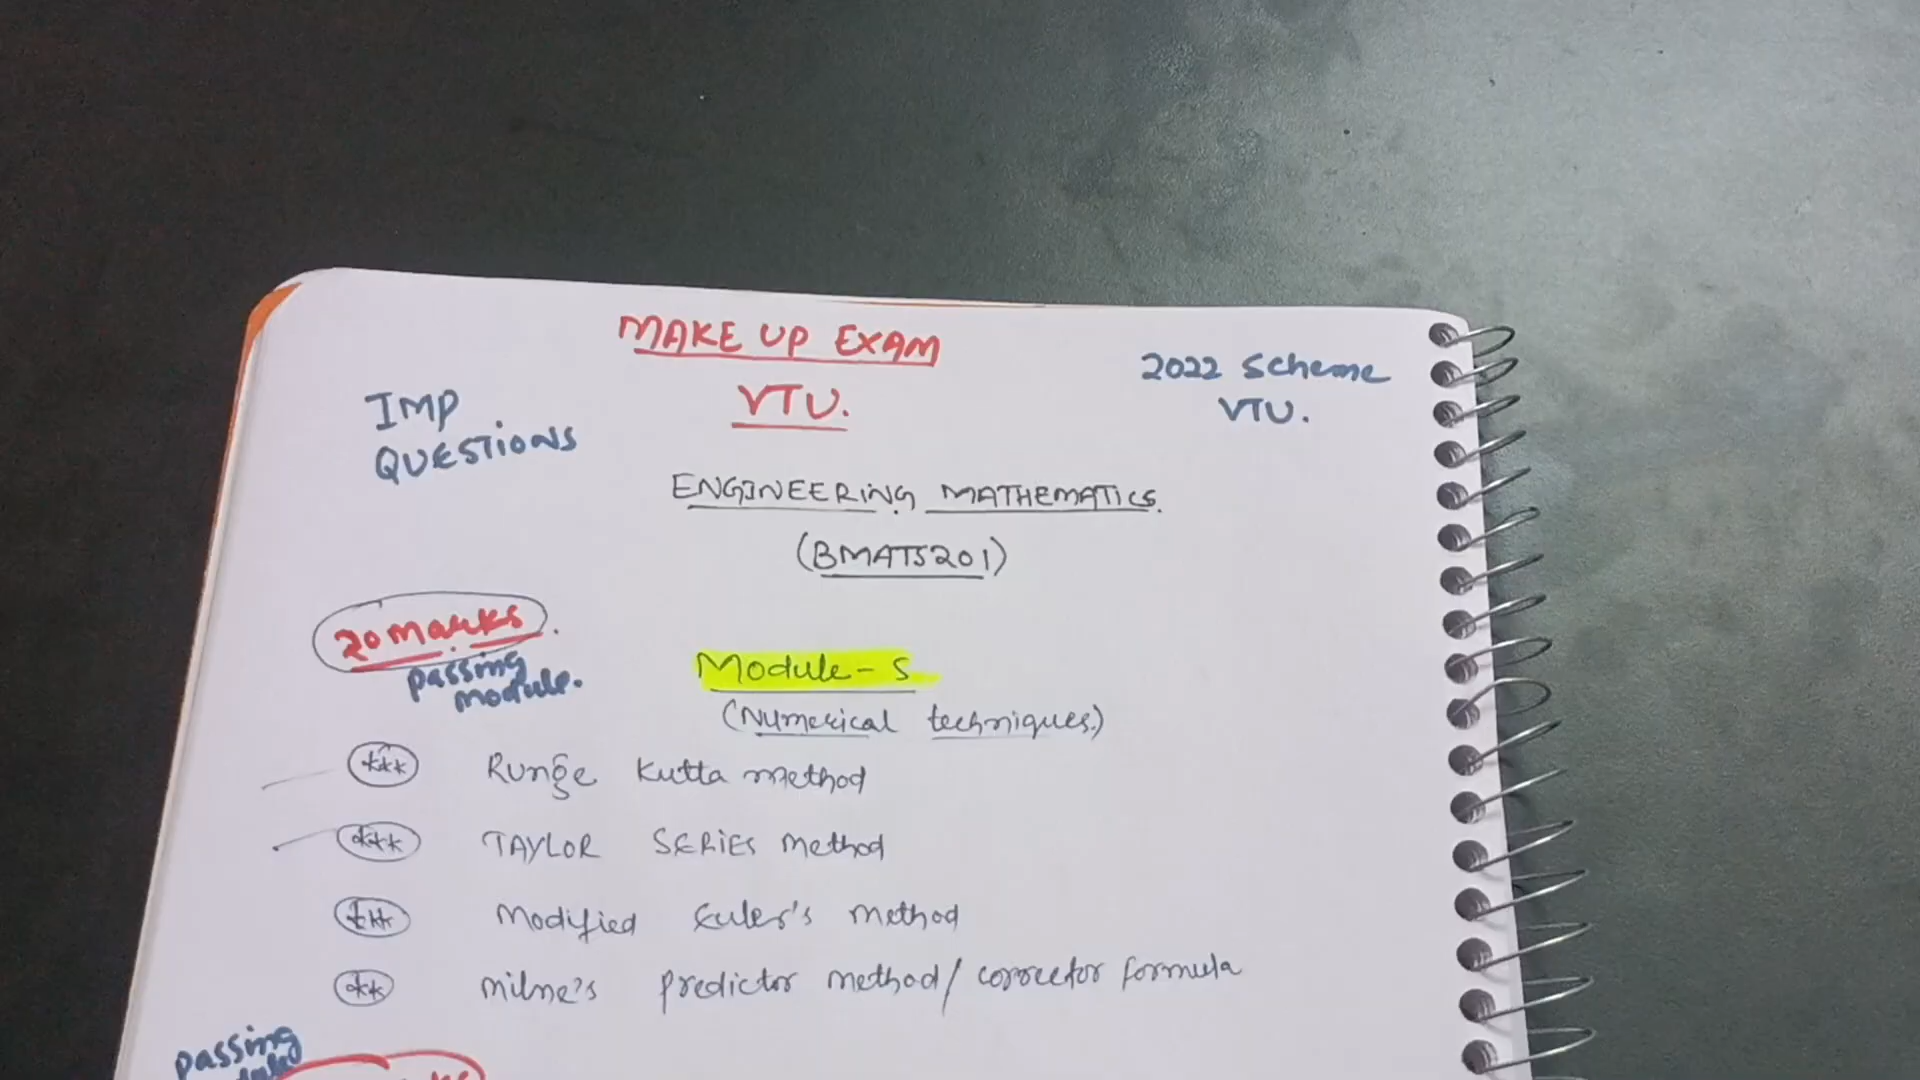 MAKE UP EXAM
VTU.
2022 Scheme
VTU.
IMP
QUESTIONS
ENGINEERING MATHEMATICS.
(BMATS201)
20 marks.
passing
module.
Module - 5
(Numerical techniques)
*** Runge Kutta method
*** TAYLOR SERIES method
*** Modified Euler's method
** milne's predictor method/ corrector formula
passing